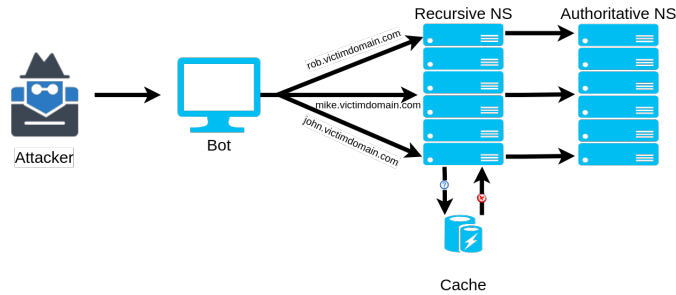 Recursive NS
Authoritative NS
rob.victimdomain.com
mike.victimdomain.com
john.victimdomain.com
Attacker
Bot
Cache